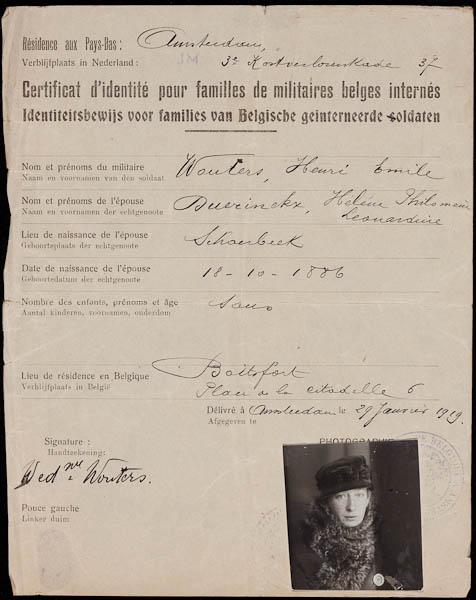 Résidence aux Pays-Bas: Amsterdam,
Verblijfplaats in Nederland: 3e Kostverlorenkade 37
JM
Certificat d'identité pour familles de militaires belges internés
Identiteitsbewijs voor families van Belgische geinterneerde soldaten
Nom et prénoms du militaire Wouters, Henri Emile
Naam en voornamen van den soldaat
Nom et prénoms de l'épouse Buerinckx, Hélène Philomène
Naam en voornamen der echtgenoote Leonardine
Lieu de naissance de l'épouse Schaerbeek
Geboorteplaats der echtgenoote
Date de naissance de l'épouse 18-10-1886
Geboortedatum der echtgenoote
Nombre des enfants, prénoms et âge Sans
Aantal kinderen, voornamen, ouderdom
Lieu de résidence en Belgique Boitsfort
Verblijfplaats in België Place de la citadelle 6
Délivré à Amsterdam le 29 Janvier 1919.
Afgegeven te
Signature :
Handteekening:
PHOTOGRAPHIE
Wed Wouters.
Pouce gauche
Linker duim